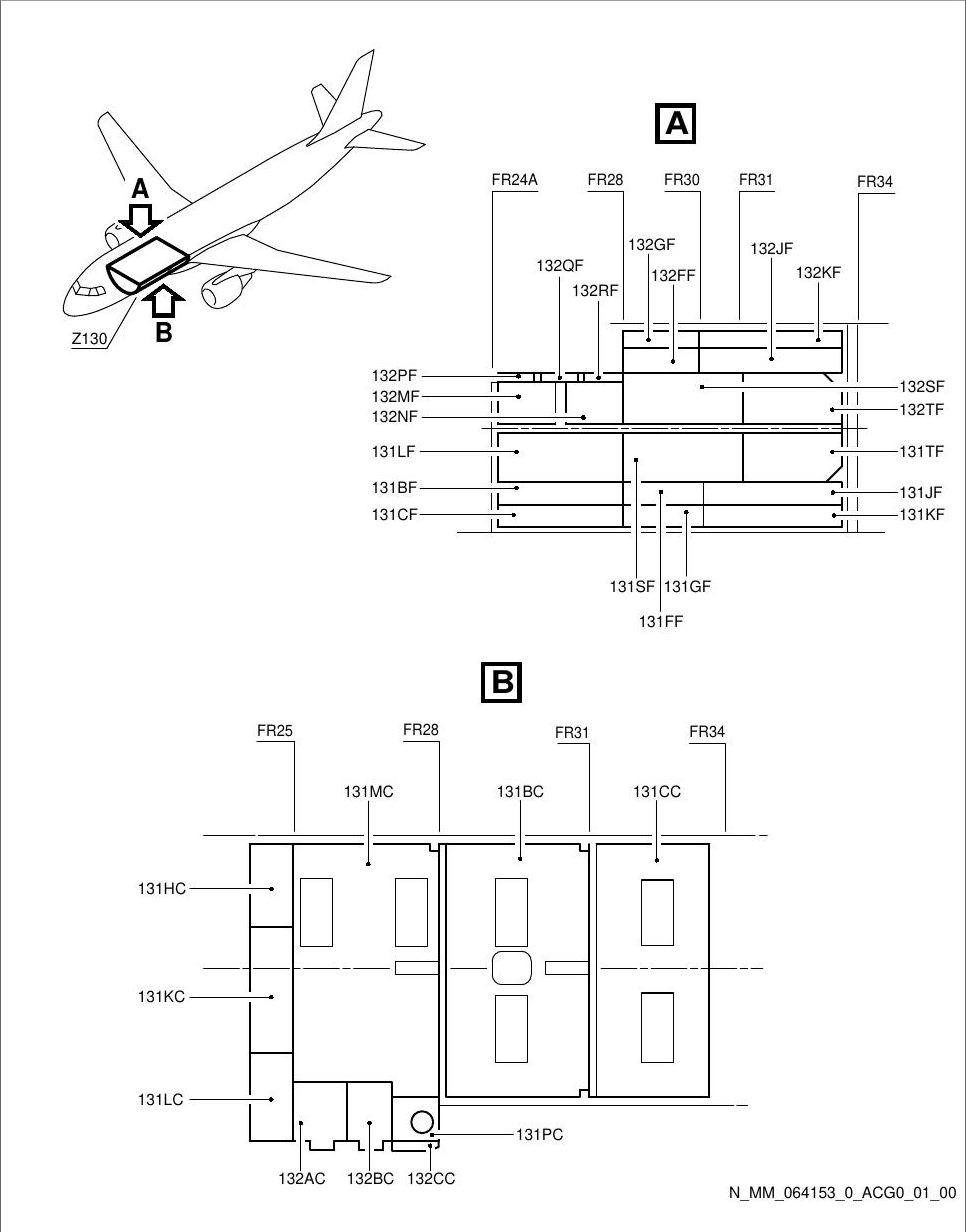 A
A
FR24A FR28 FR30 FR31 FR34
132GF
132JF
132QF
132FF
132KF
132RF
B
Z130
132PF
132SF
132MF
132TF
132NF
131LF
131TF
131BF
131JF
131CF
131KF
131SF 131GF
131FF
B
FR25 FR28 FR31 FR34
131MC 131BC 131CC
131HC
131KC
131LC
131PC
132AC 132BC 132CC
N_MM_064153_0_ACG0_01_00